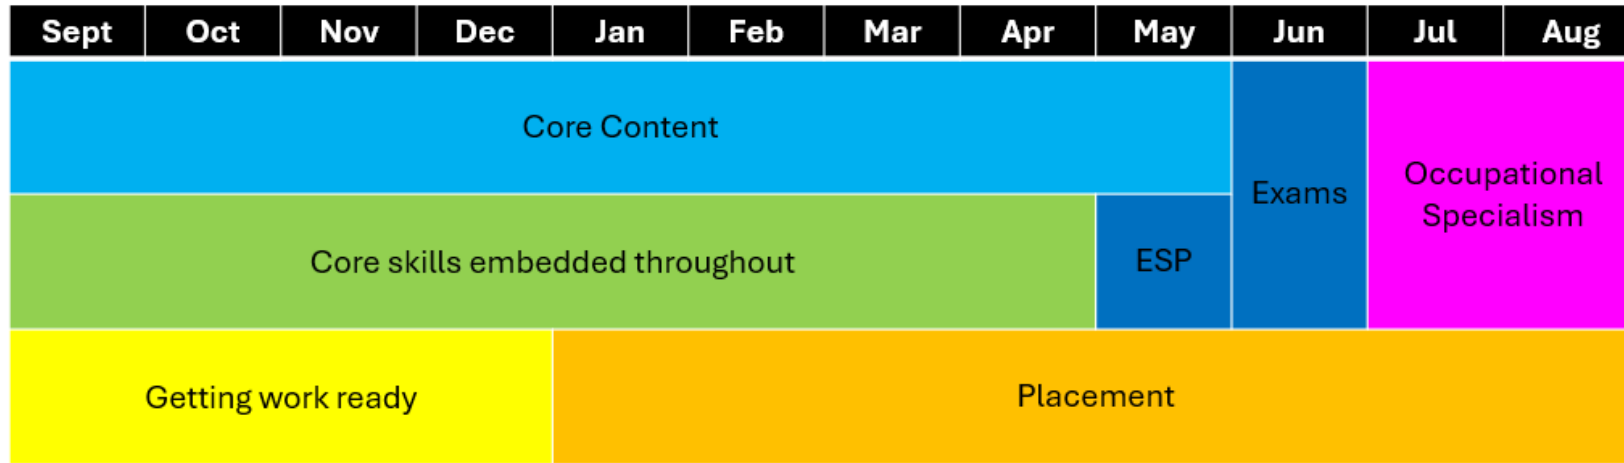 Sept Oct Nov Dec Jan Feb Mar Apr May Jun Jul Aug
Core Content
Exams
Occupational
Specialism
Core skills embedded throughout
ESP
Getting work ready
Placement